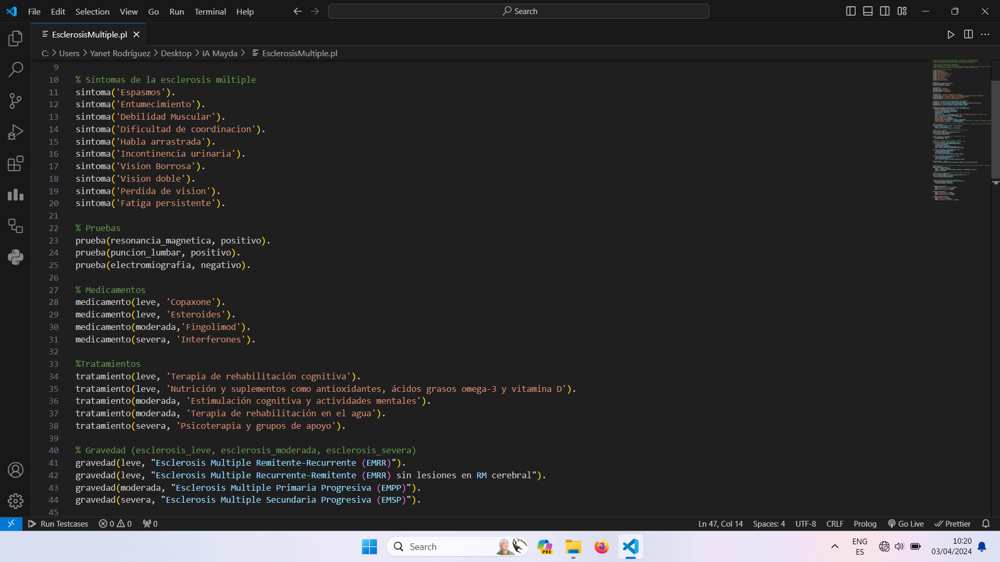 File Edit Selection View Go Run Terminal Help
Search
EsclerosisMultiple.pl
C: > Users > Yanet Rodríguez > Desktop > IA Mayda > EsclerosisMultiple.pl
9
10 % Síntomas de la esclerosis múltiple
11 sintoma('Espasmos').
12 sintoma('Entumecimiento').
13 sintoma('Debilidad Muscular').
14 sintoma('Dificultad de coordinacion').
15 sintoma('Habla arrastrada').
16 sintoma('Incontinencia urinaria').
17 sintoma('Vision Borrosa').
18 sintoma('Vision doble').
19 sintoma('Perdida de vision').
20 sintoma('Fatiga persistente').
21
22 % Pruebas
23 prueba(resonancia_magnetica, positivo).
24 prueba(puncion_lumbar, positivo).
25 prueba(electromiografia, negativo).
26
27 % Medicamentos
28 medicamento(leve, 'Copaxone').
29 medicamento(leve, 'Esteroides').
30 medicamento(moderada,'Fingolimod').
31 medicamento(severa, 'Interferones').
32
33 %Tratamientos
34 tratamiento(leve, 'Terapia de rehabilitación cognitiva').
35 tratamiento(leve, 'Nutrición y suplementos como antioxidantes, ácidos grasos omega-3 y vitamina D').
36 tratamiento(moderada, 'Estimulación cognitiva y actividades mentales').
37 tratamiento(moderada, 'Terapia de rehabilitación en el agua').
38 tratamiento(severa, 'Psicoterapia y grupos de apoyo').
39
40 % Gravedad (esclerosis_leve, esclerosis_moderada, esclerosis_severa)
41 gravedad(leve, "Esclerosis Multiple Remitente-Recurrente (EMRR)").
42 gravedad(leve, "Esclerosis Multiple Recurrente-Remitente (EMRR) sin lesiones en RM cerebral").
43 gravedad(moderada, "Esclerosis Multiple Primaria Progresiva (EMPP)").
44 gravedad(severa, "Esclerosis Multiple Secundaria Progresiva (EMSP)").
45
Run Testcases 0 0 0 Ln 47, Col 14 Spaces: 4 UTF-8 CRLF Prolog Go Live Prettier
Search
PRE
ENG
ES
10:20
03/04/2024